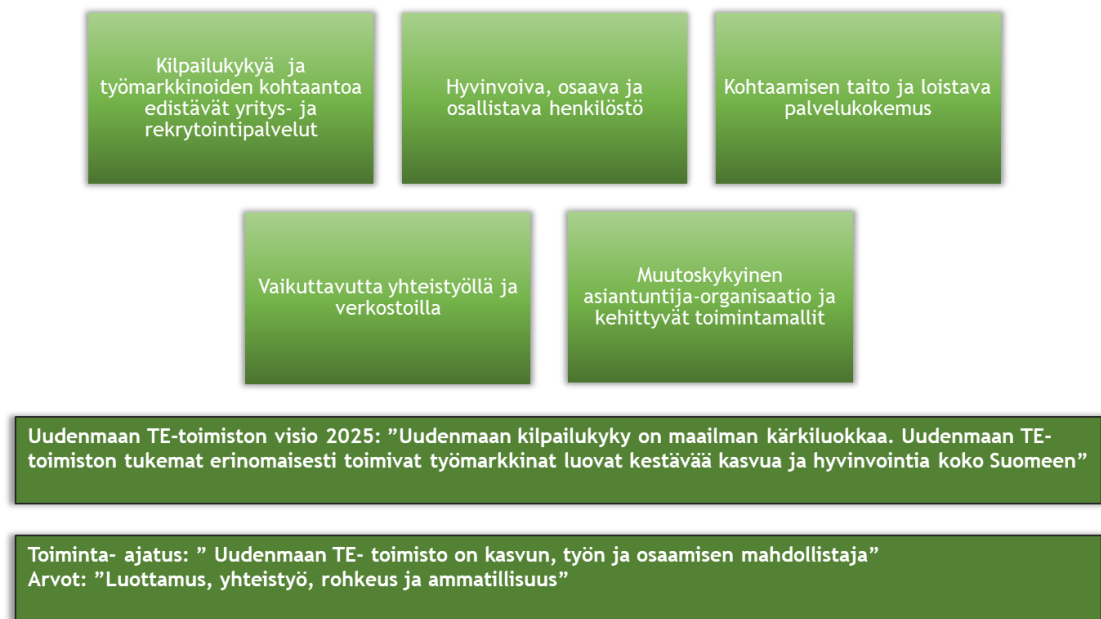 Kilpailukykyä ja
työmarkkinoiden kohtaantoa
edistävät yritys- ja
rekrytointipalvelut
Hyvinvoiva, osaava ja
osallistava henkilöstö
Kohtaamisen taito ja loistava
palvelukokemus
Vaikuttavutta yhteistyöllä ja
verkostoilla
Muutoskykyinen
asiantuntija-organisaatio ja
kehittyvät toimintamallit
Uudenmaan TE-toimiston visio 2025: ”Uudenmaan kilpailukyky on maailman kärkiluokkaa. Uudenmaan TE-
toimiston tukemat erinomaisesti toimivat työmarkkinat luovat kestävää kasvua ja hyvinvointia koko Suomeen”
Toiminta- ajatus: ” Uudenmaan TE- toimisto on kasvun, työn ja osaamisen mahdollistaja”
Arvot: ”Luottamus, yhteistyö, rohkeus ja ammatillisuus”